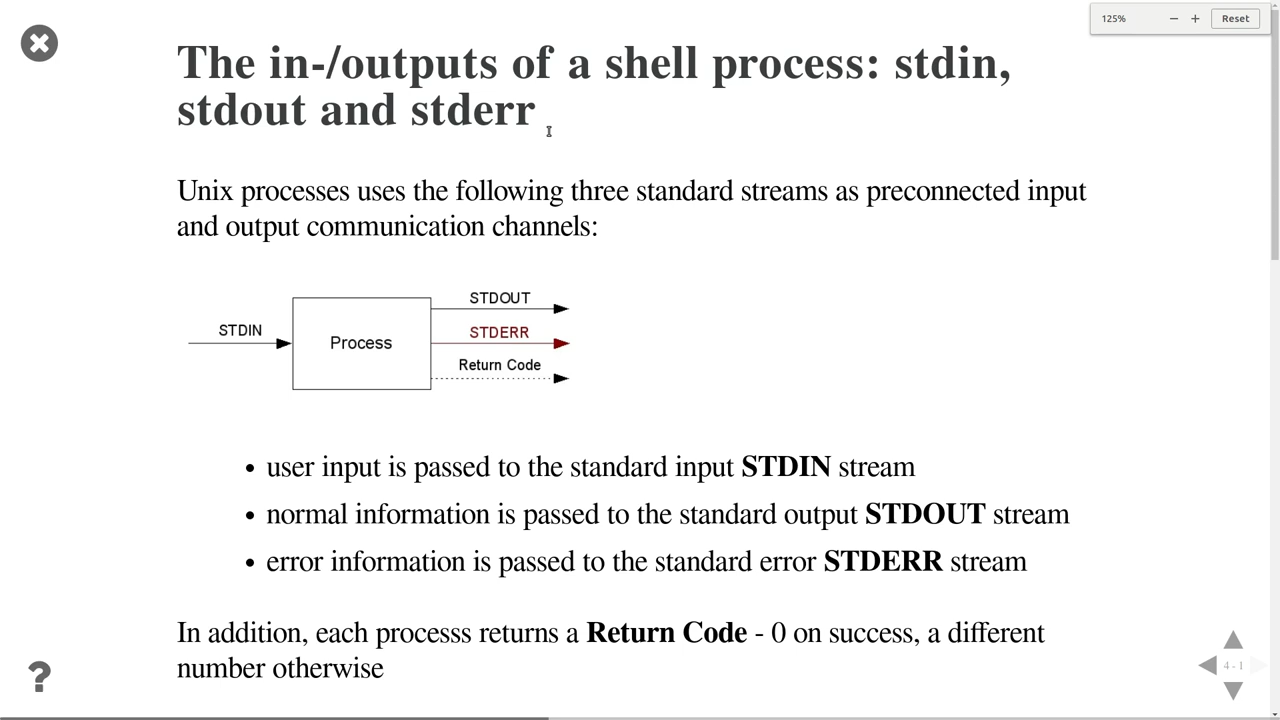 125% − + Reset
The in-/outputs of a shell process: stdin,
stdout and stderr
Unix processes uses the following three standard streams as preconnected input
and output communication channels:
STDOUT
STDIN
STDERR
Process
Return Code
• user input is passed to the standard input STDIN stream
• normal information is passed to the standard output STDOUT stream
• error information is passed to the standard error STDERR stream
In addition, each processs returns a Return Code - 0 on success, a different
number otherwise
?
4 - 1